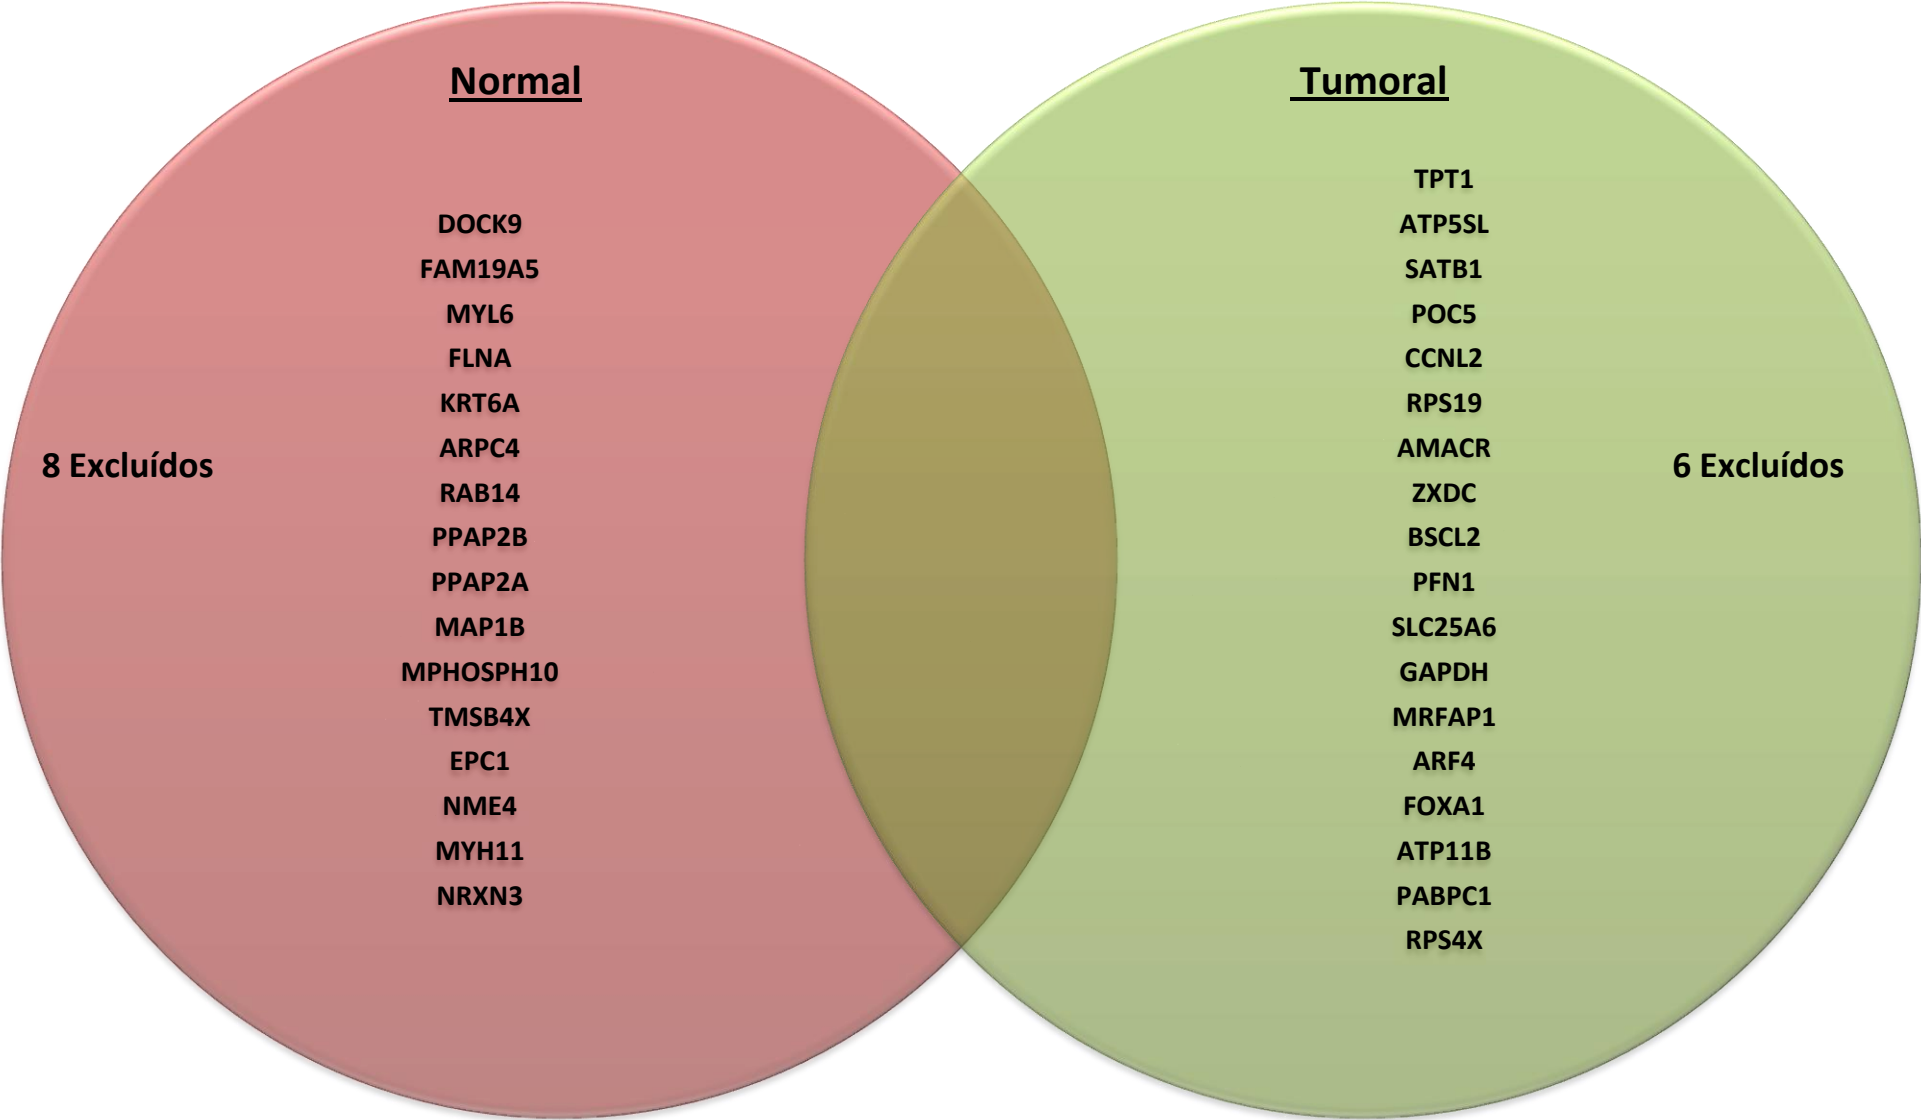 Normal
DOCK9
FAM19A5
MYL6
FLNA
KRT6A
ARPC4
RAB14
PPAP2B
PPAP2A
MAP1B
MPHOSPH10
TMSB4X
EPC1
NME4
MYH11
NRXN3
8 Excluídos
Tumoral
TPT1
ATP5SL
SATB1
POC5
CCNL2
RPS19
AMACR
ZXDC
BSCL2
PFN1
SLC25A6
GAPDH
MRFAP1
ARF4
FOXA1
ATP11B
PABPC1
RPS4X
6 Excluídos